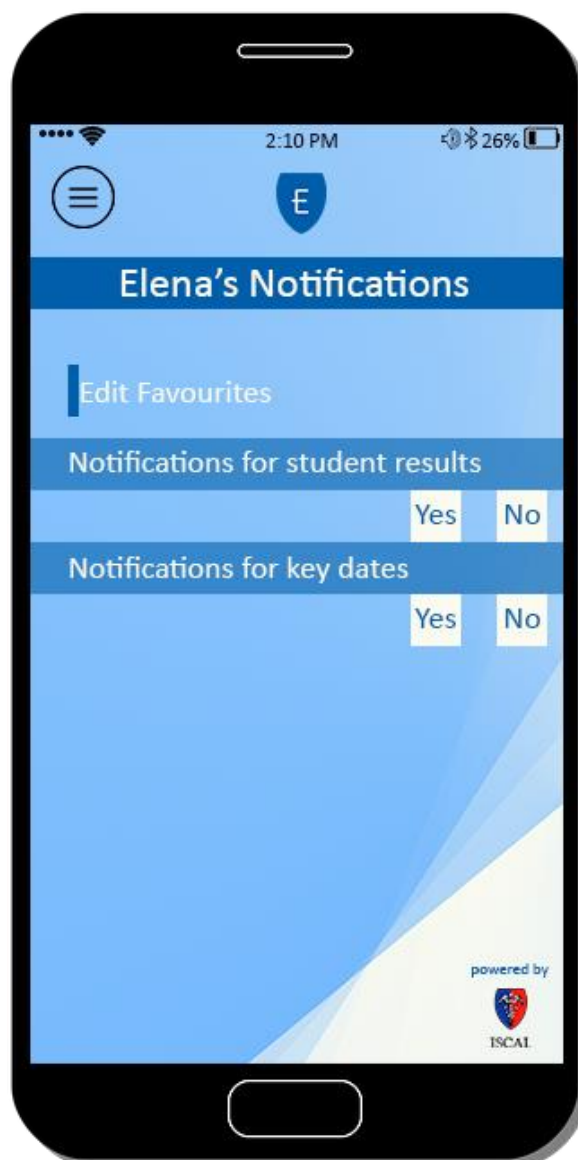 2:10 PM 26%
E
Elena's Notifications
Edit Favourites
Notifications for student results
Yes No
Notifications for key dates
Yes No
powered by
ISCAL